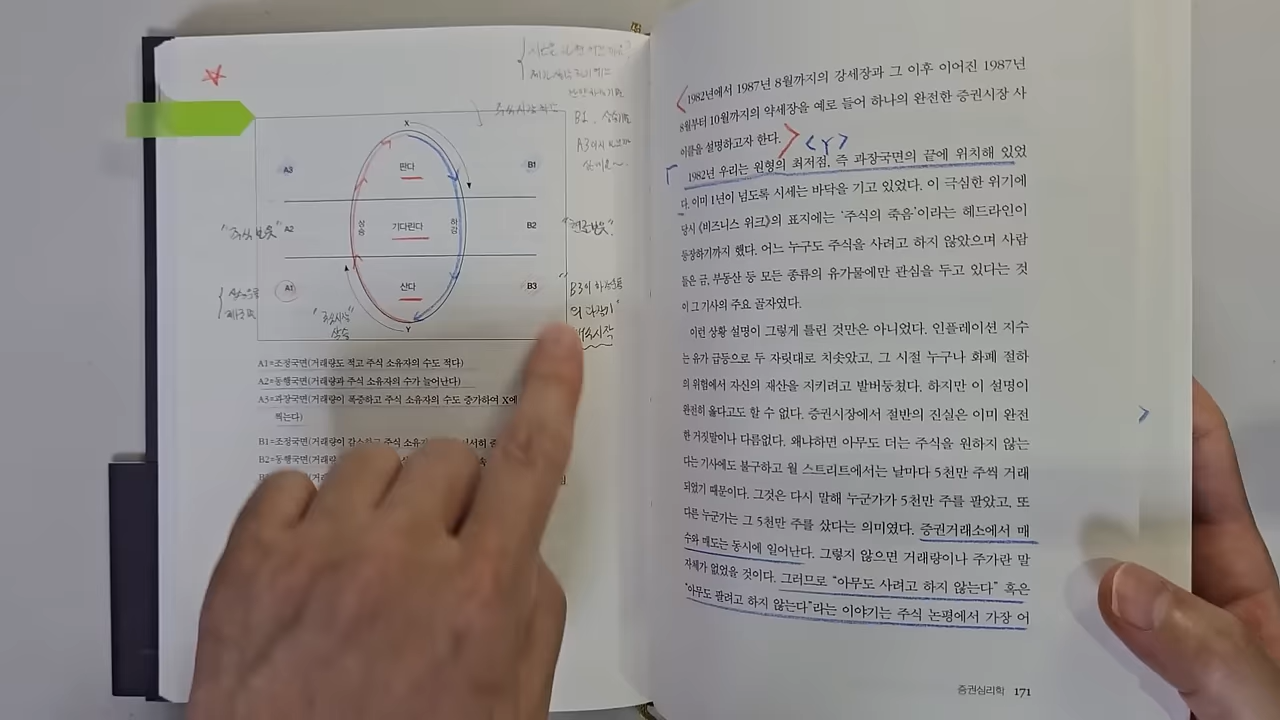 X
A3
판다
B1
A2
상승
기다린다
하강
B2
A1
산다
B3
Y
B1.
A3
"현금보유"
A1=조정국면(거래량도 적고 주식 소유자의 수도 적다)
A2=동행국면(거래량과 주식 소유자의 수가 늘어난다)
A3=과장국면(거래량이 폭증하고 주식 소유자의 수도 증가하여 X에
찍는다)
B1=조정국면(거래량이 감소하고 주식
B2=동행국면(거래량
1982년에서 1987년 8월까지의 강세장과 그 이후 이어진 1987년
8월부터 10월까지의 약세장을 예로 들어 하나의 완전한 증권시장 사
이클을 설명하고자 한다.
<Y>
1982년 우리는 원형의 최저점, 즉 과장국면의 끝에 위치해 있었
다. 이미 1년이 넘도록 시세는 바닥을 기고 있었다. 이 극심한 위기에
당시 《비즈니스 위크》의 표지에는 '주식의 죽음'이라는 헤드라인이
등장하기까지 했다. 어느 누구도 주식을 사려고 하지 않았으며 사람
들은 금, 부동산 등 모든 종류의 유가물에만 관심을 두고 있다는 것
이 그 기사의 주요 골자였다.
이런 상황 설명이 그렇게 틀린 것만은 아니었다. 인플레이션 지수
는 유가 급등으로 두 자릿대로 치솟았고, 그 시절 누구나 화폐 절하
의 위험에서 자신의 재산을 지키려고 발버둥쳤다. 하지만 이 설명이
완전히 옳다고도 할 수 없다. 증권시장에서 절반의 진실은 이미 완전
한 거짓말이나 다름없다. 왜냐하면 아무도 더는 주식을 원하지 않는
다는 기사에도 불구하고 월 스트리트에서는 날마다 5천만 주씩 거래
되었기 때문이다. 그것은 다시 말해 누군가가 5천만 주를 팔았고, 또
다른 누군가는 그 5천만 주를 샀다는 의미였다. 증권거래소에서 매
수와 매도는 동시에 일어난다. 그렇지 않으면 거래량이나 주가란 말
자체가 없었을 것이다. 그러므로 "아무도 사려고 하지 않는다" 혹은
"아무도 팔려고 하지 않는다"라는 이야기는 주식 논평에서 가장 어
증권심리학 171